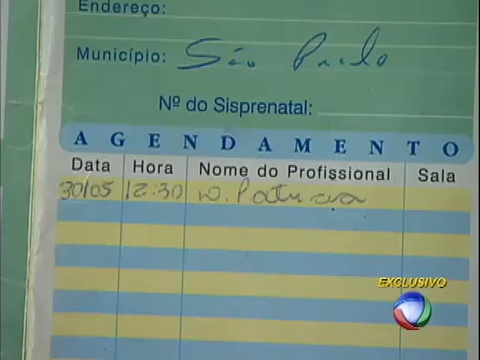 Endereço:
Município: São Paulo
Nº do Sisprenatal:
AGENDAMENTO
Data Hora Nome do Profissional Sala
30/05 12:30 W. Patricia
EXCLUSIVO